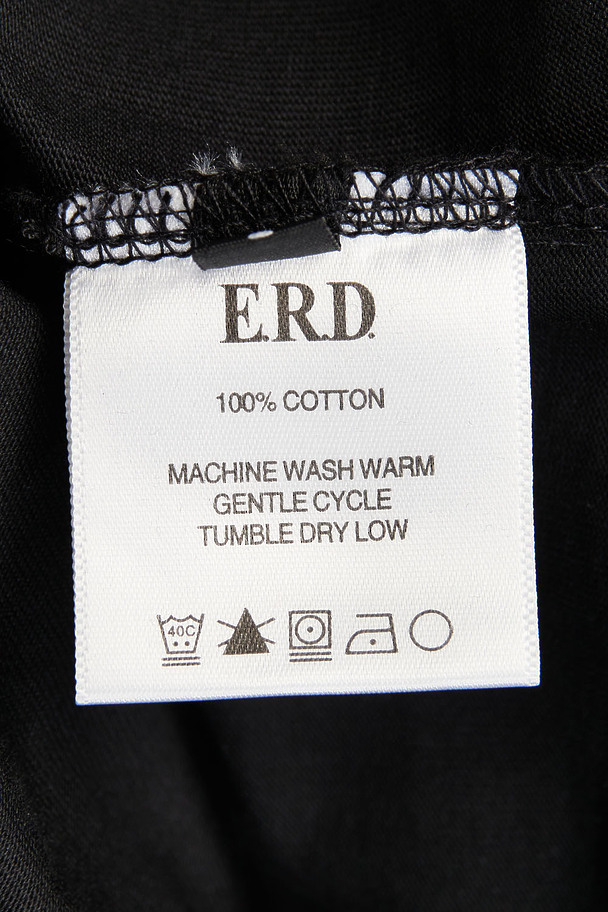 E.R.D.
100% COTTON
MACHINE WASH WARM
GENTLE CYCLE
TUMBLE DRY LOW
40C